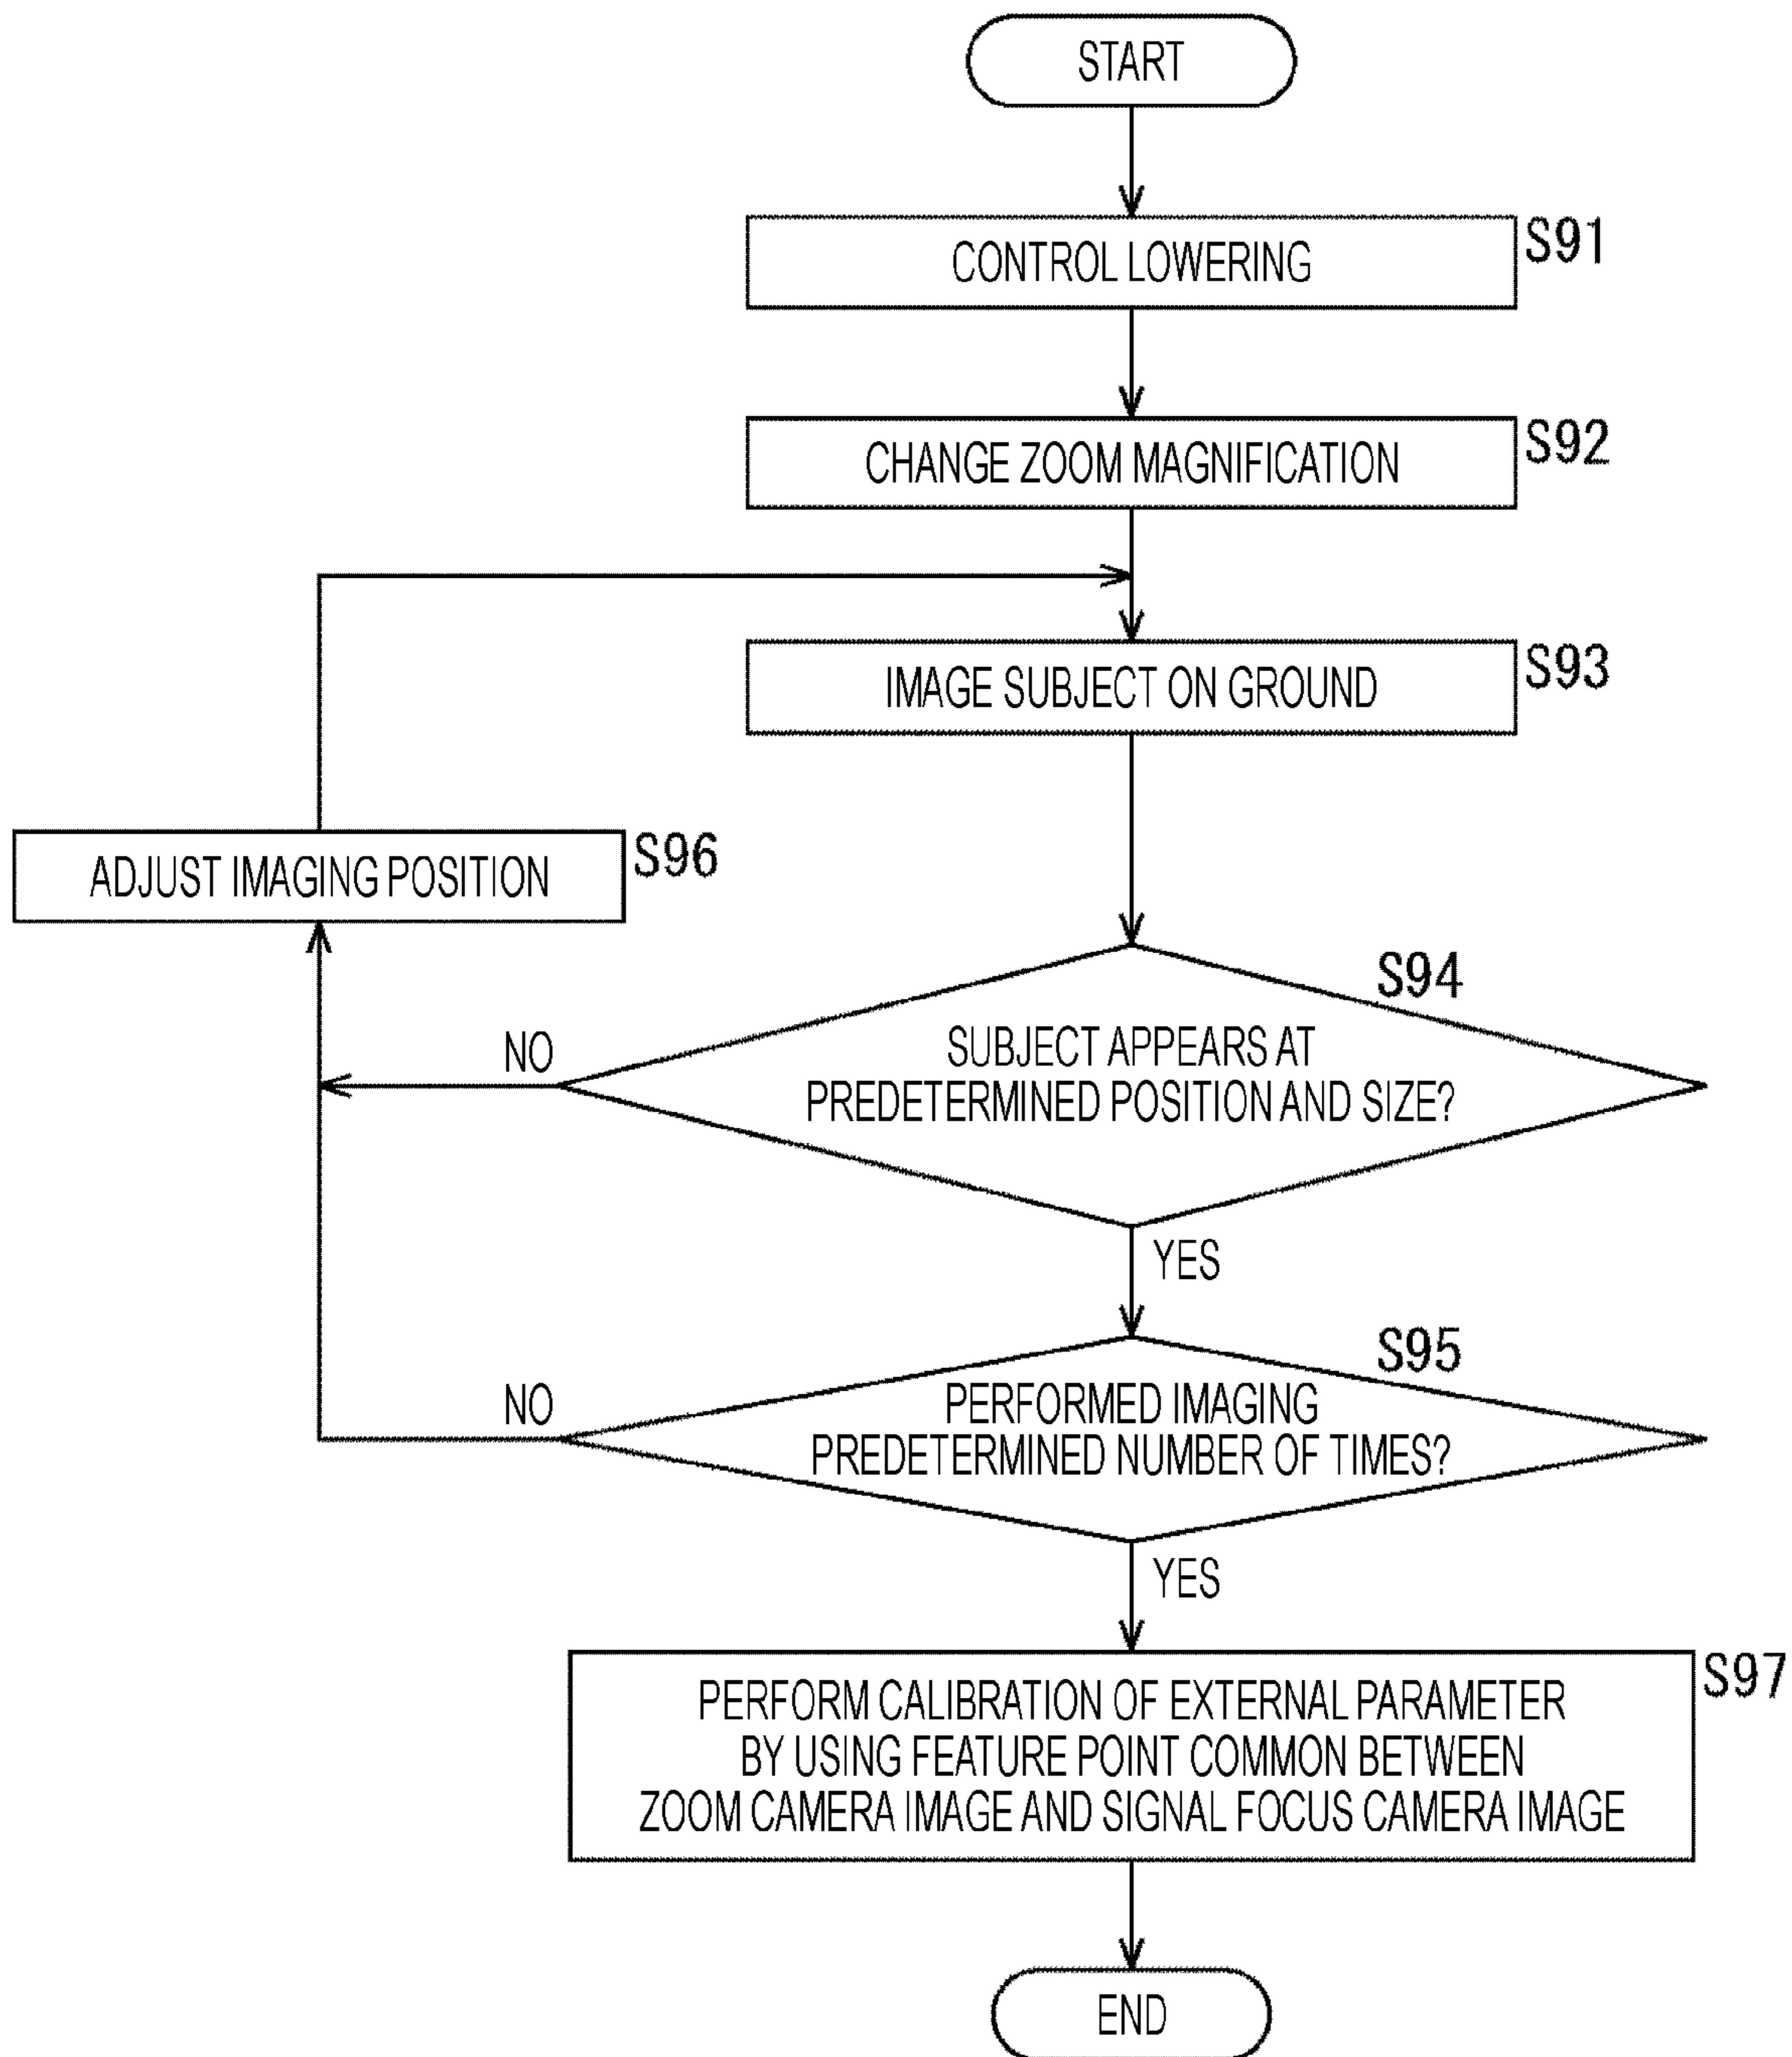 START
CONTROL LOWERING
S91
CHANGE ZOOM MAGNIFICATION
S92
IMAGE SUBJECT ON GROUND
S93
ADJUST IMAGING POSITION
S96
S94
SUBJECT APPEARS AT
PREDETERMINED POSITION AND SIZE?
NO
YES
S95
PERFORMED IMAGING
PREDETERMINED NUMBER OF TIMES?
NO
YES
S97
PERFORM CALIBRATION OF EXTERNAL PARAMETER
BY USING FEATURE POINT COMMON BETWEEN
ZOOM CAMERA IMAGE AND SIGNAL FOCUS CAMERA IMAGE
END